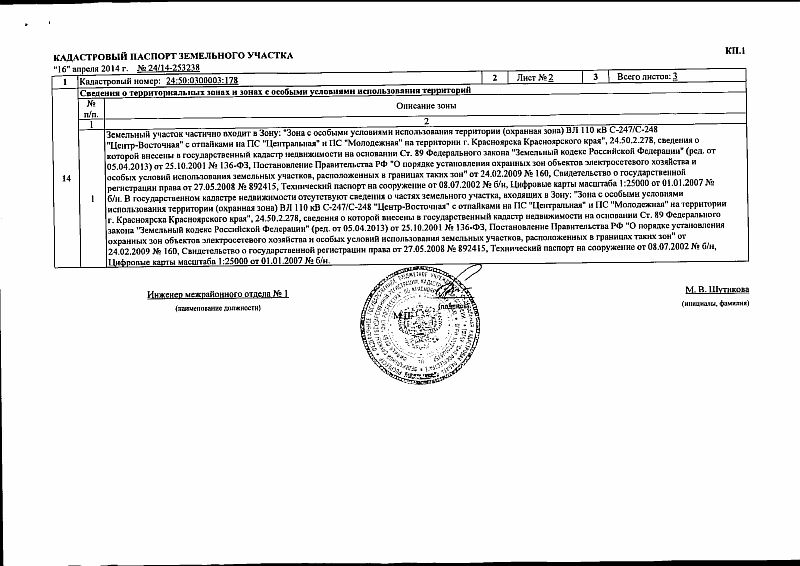 КП.1
КАДАСТРОВЫЙ ПАСПОРТ ЗЕМЕЛЬНОГО УЧАСТКА
"16" апреля 2014 г. № 24/14-253238
1 Кадастровый номер: 24:50:0300003:178 2 Лист № 2 3 Всего листов: 3
Сведения о территориальных зонах и зонах с особыми условиями использования территорий
№ п/п. Описание зоны
1 2
Земельный участок частично входит в Зону: "Зона с особыми условиями использования территории (охранная зона) ВЛ 110 кВ С-247/С-248
"Центр-Восточная" с отпайками на ПС "Центральная" и ПС "Молодежная" на территории г. Красноярска Красноярского края", 24.50.2.278, сведения о
которой внесены в государственный кадастр недвижимости на основании Ст. 89 Федерального закона "Земельный кодекс Российской Федерации" (ред. от
05.04.2013) от 25.10.2001 № 136-ФЗ, Постановление Правительства РФ "О порядке установления охранных зон объектов электросетевого хозяйства и
14
особых условий использования земельных участков, расположенных в границах таких зон" от 24.02.2009 № 160, Свидетельство о государственной
регистрации права от 27.05.2008 № 892415, Технический паспорт на сооружение от 08.07.2002 № б/н, Цифровые карты масштаба 1:25000 от 01.01.2007 №
1
б/н. В государственном кадастре недвижимости отсутствуют сведения о частях земельного участка, входящих в Зону: "Зона с особыми условиями
использования территории (охранная зона) ВЛ 110 кВ С-247/С-248 "Центр-Восточная" с отпайками на ПС "Центральная" и ПС "Молодежная" на территории
г. Красноярска Красноярского края", 24.50.2.278, сведения о которой внесены в государственный кадастр недвижимости на основании Ст. 89 Федерального
закона "Земельный кодекс Российской Федерации" (ред. от 05.04.2013) от 25.10.2001 № 136-ФЗ, Постановление Правительства РФ "О порядке установления
охранных зон объектов электросетевого хозяйства и особых условий использования земельных участков, расположенных в границах таких зон" от
24.02.2009 № 160, Свидетельство о государственной регистрации права от 27.05.2008 № 892415, Технический паспорт на сооружение от 08.07.2002 № б/н,
Цифровые карты масштаба 1:25000 от 01.01.2007 № б/н.
Инженер межрайонного отдела № 1 М. В. Шутикова
(наименование должности) (инициалы, фамилия)